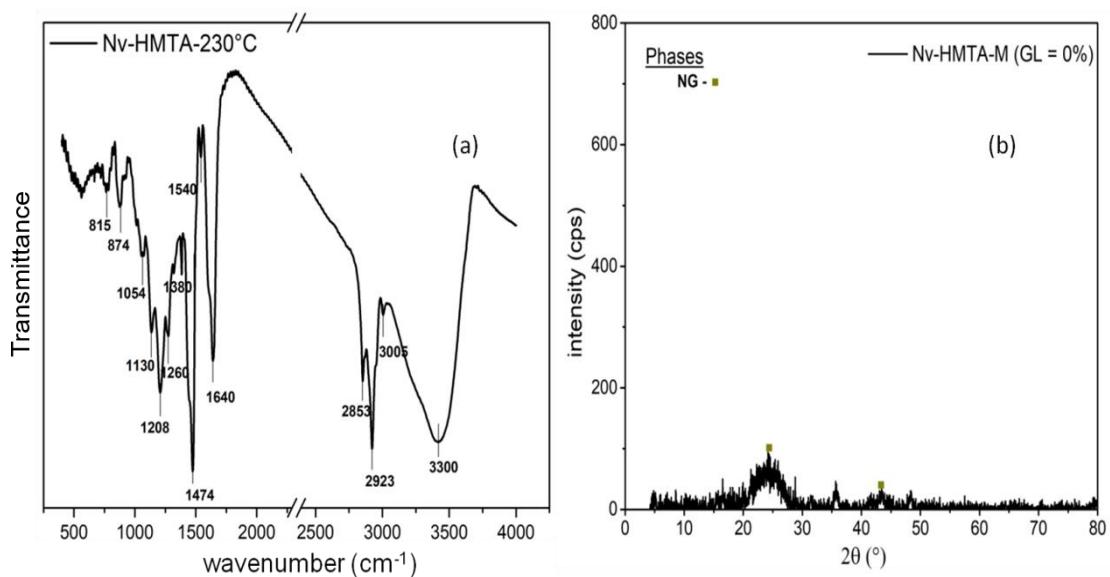 Nv-HMTA-230°C
(a)
Transmittance
815
874
1054
1130
1208
1260
1380
1474
1540
1640
2853
2923
3005
3300
500 1000 1500 2000 2500 3000 3500 4000
wavenumber (cm-1)
Phases
NG -
Nv-HMTA-M (GL = 0%)
(b)
intensity (cps)
800
600
400
200
0
0 10 20 30 40 50 60 70 80
2θ (°)